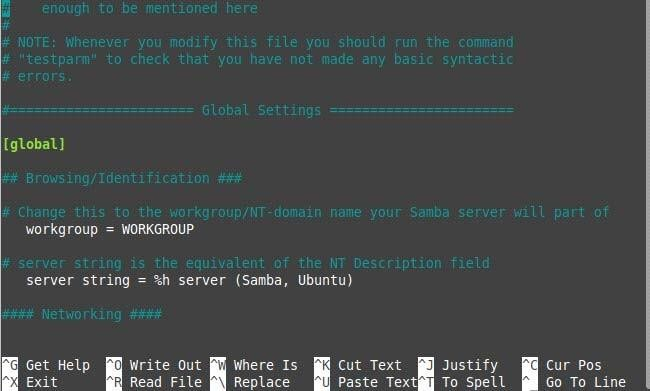 #    enough to be mentioned here
#
# NOTE: Whenever you modify this file you should run the command
# "testparm" to check that you have not made any basic syntactic
# errors.
#======================= Global Settings =======================
[global]
## Browsing/Identification ###
# Change this to the workgroup/NT-domain name your Samba server will part of
   workgroup = WORKGROUP
# server string is the equivalent of the NT Description field
   server string = %h server (Samba, Ubuntu)
#### Networking ####
^G Get Help  ^O Write Out ^W Where Is  ^K Cut Text  ^J Justify   ^C Cur Pos
^X Exit      ^R Read File ^\ Replace   ^U Paste Text^T To Spell  ^_ Go To Line